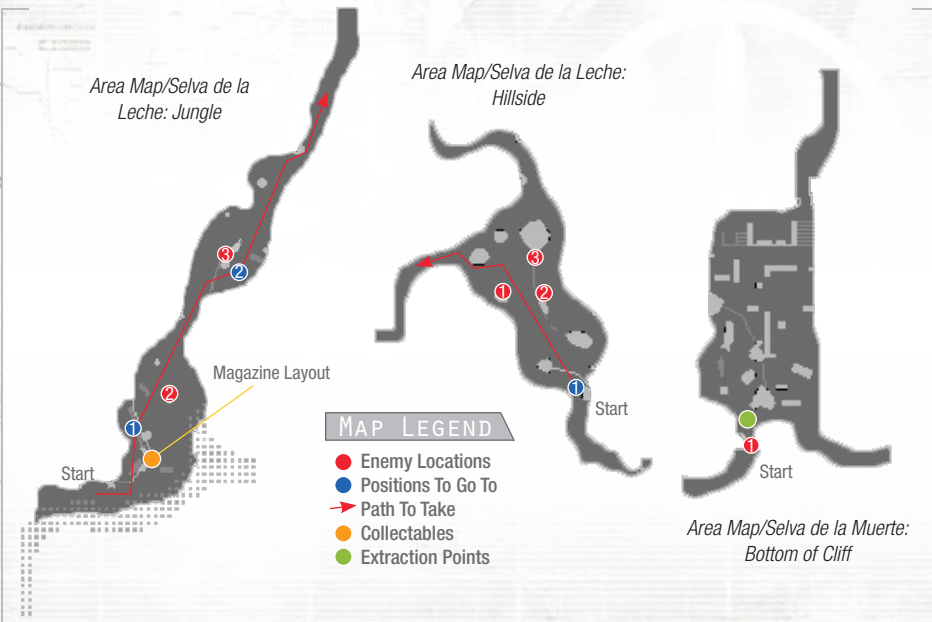 Area Map/Selva de la
Leche: Jungle
3
2
2
Magazine Layout
1
Start
Area Map/Selva de la Leche:
Hillside
3
1
2
1
Start
MAP LEGEND
Enemy Locations
Positions To Go To
Path To Take
Collectables
Extraction Points
1
Start
Area Map/Selva de la Muerte:
Bottom of Cliff